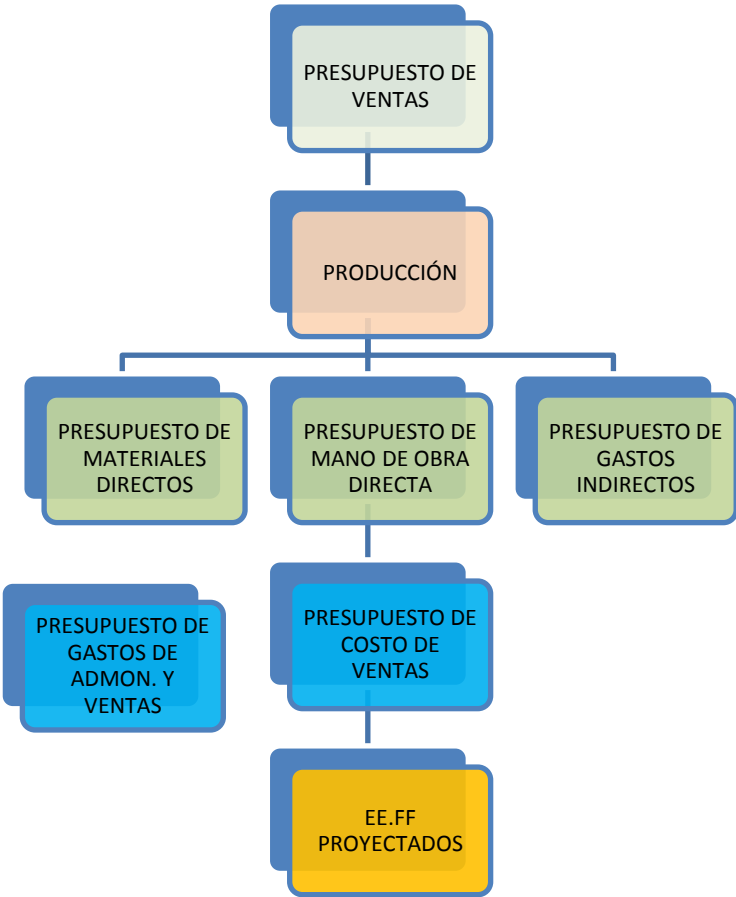 PRESUPUESTO DE
VENTAS
PRODUCCIÓN
PRESUPUESTO DE
MATERIALES
DIRECTOS
PRESUPUESTO DE
MANO DE OBRA
DIRECTA
PRESUPUESTO DE
GASTOS
INDIRECTOS
PRESUPUESTO DE
GASTOS DE
ADMON. Y
VENTAS
PRESUPUESTO DE
COSTO DE
VENTAS
EE.FF
PROYECTADOS